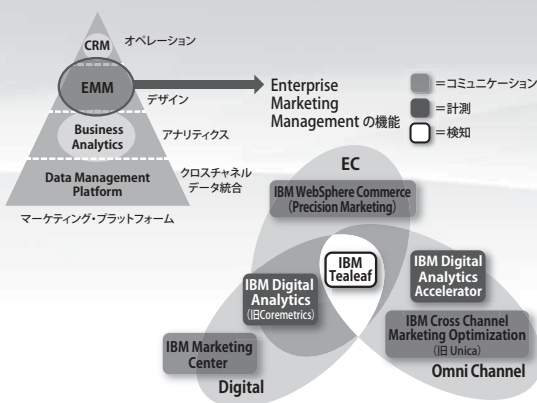 CRM
オペレーション
EMM
デザイン
Business
Analytics
アナリティクス
Data Management
Platform
クロスチャネル
データ統合
マーケティング・プラットフォーム
Enterprise
Marketing
Management の機能
=コミュニケーション
=計測
=検知
EC
IBM WebSphere Commerce
(Precision Marketing)
IBM
Tealeaf
IBM Digital
Analytics
(旧Coremetrics)
IBM Digital
Analytics
Accelerator
IBM Marketing
Center
Digital
IBM Cross Channel
Marketing Optimization
(旧 Unica)
Omni Channel